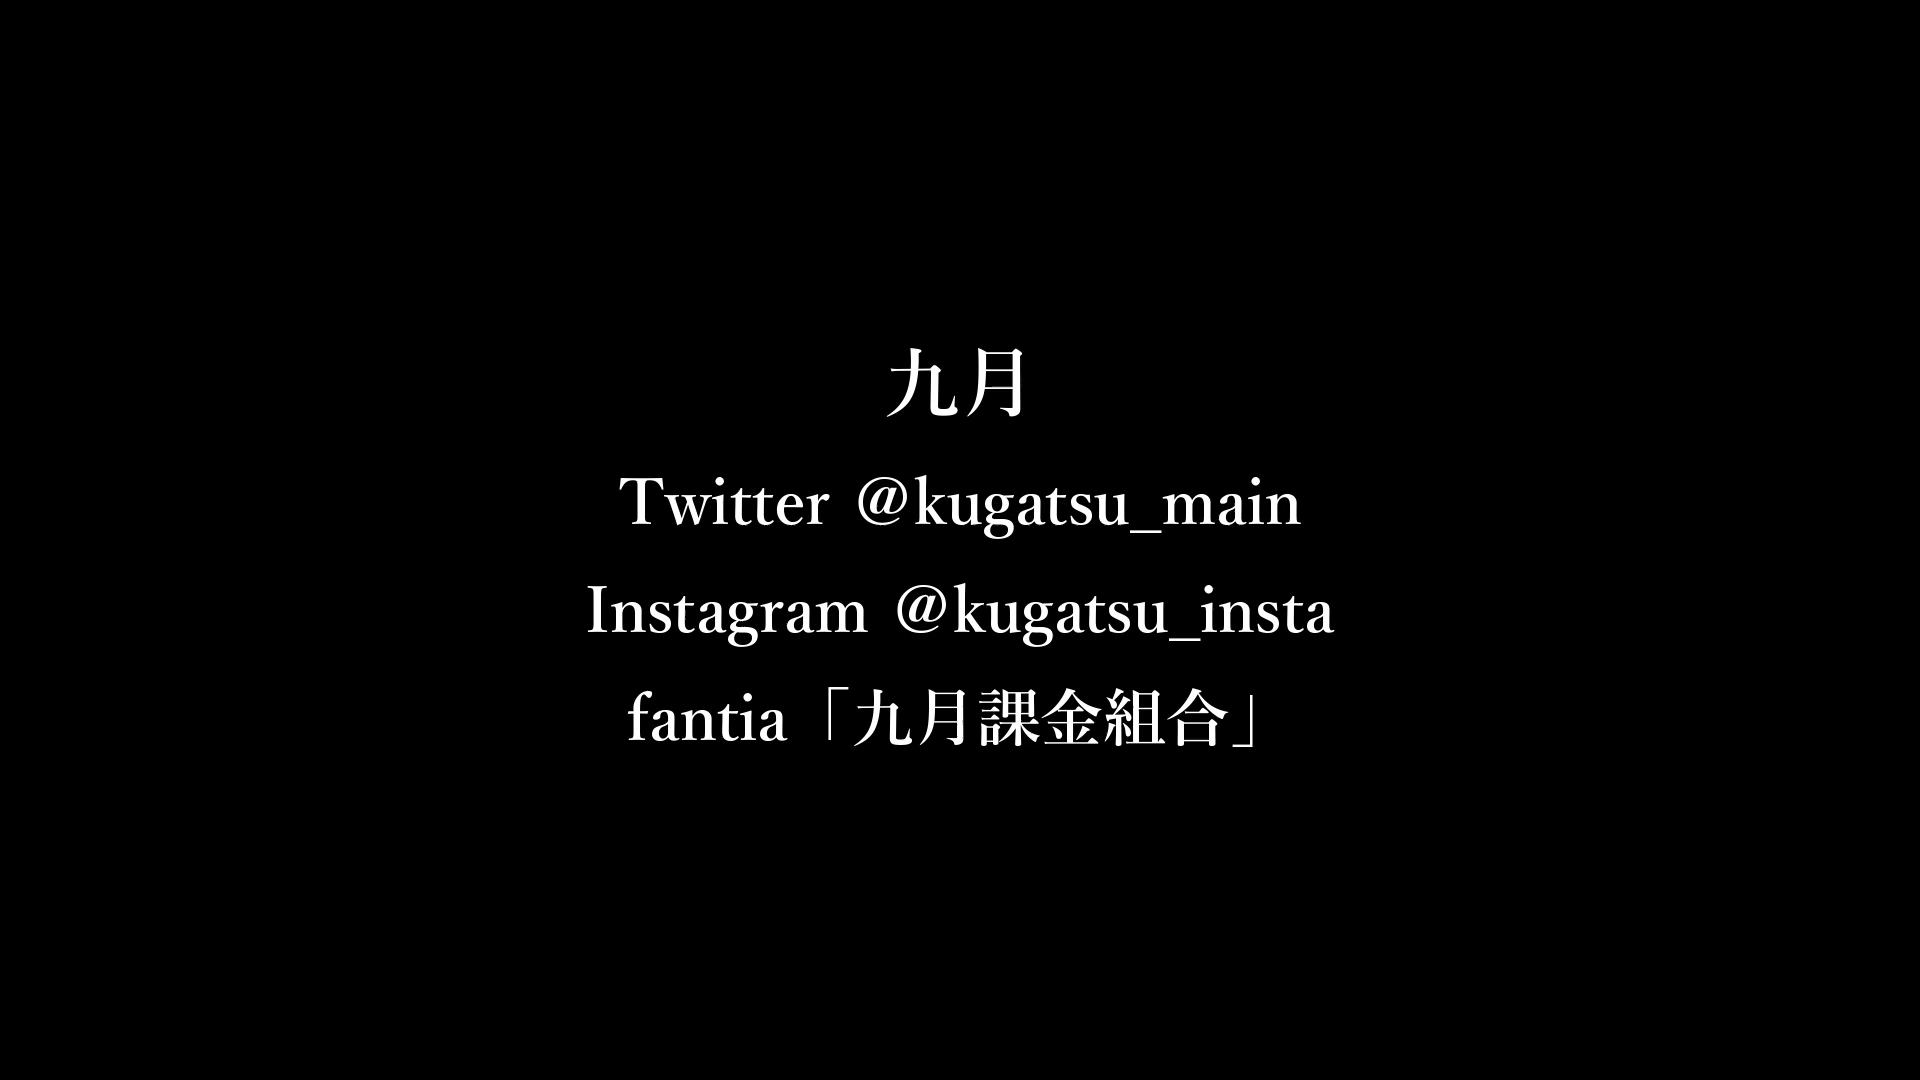 九月
Twitter @kugatsu_main
Instagram @kugatsu_insta
fantia「九月課金組合」